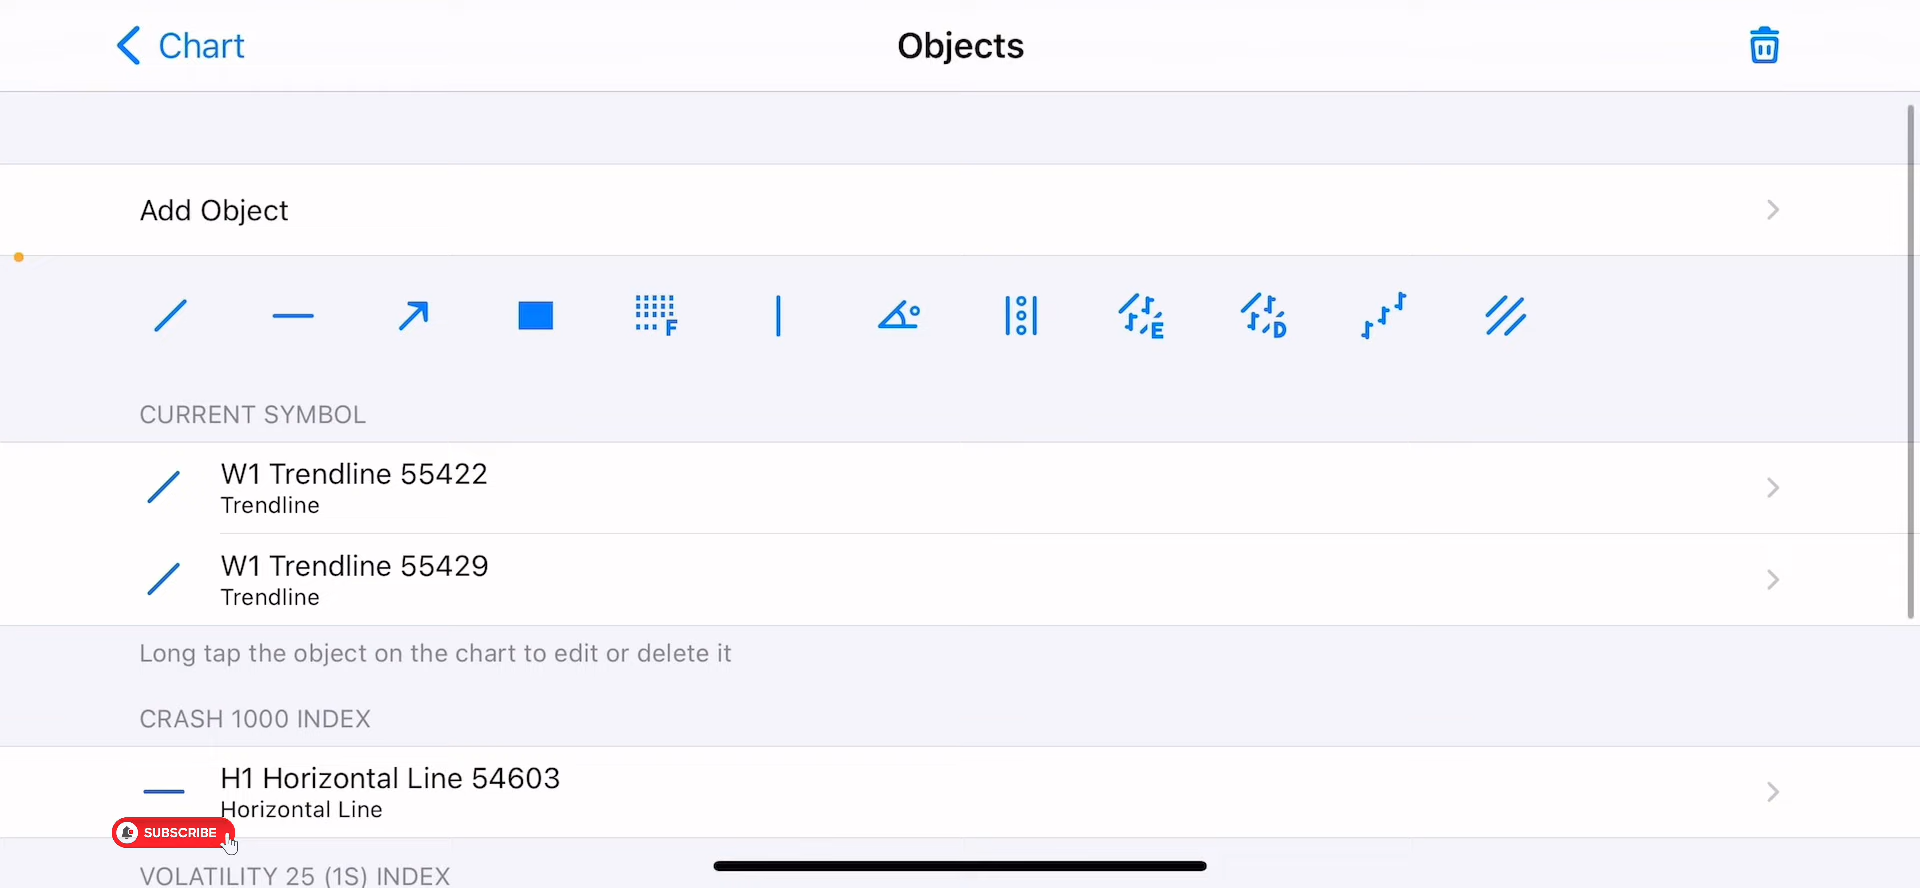 Chart
Objects
Add Object
F
E
D
CURRENT SYMBOL
W1 Trendline 55422
Trendline
W1 Trendline 55429
Trendline
Long tap the object on the chart to edit or delete it
CRASH 1000 INDEX
H1 Horizontal Line 54603
Horizontal Line
SUBSCRIBE
VOLATILITY 25 (1S) INDEX